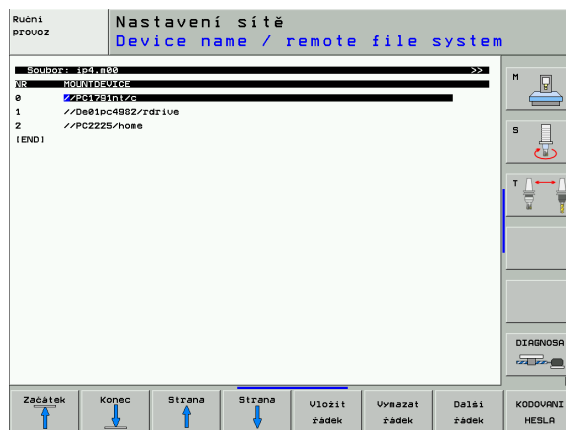 Ruční
provoz
Nastavení sítě
Device name / remote file system
Soubor: ip4.m00 >>
NR MOUNTDEVICE
0 //PC1791nt/c
1 //De01pc4982/rdrive
2 //PC2225/home
[END]
M
S
T
DIAGNOSA
Začátek
Konec
Strana
Strana
Vložit
řádek
Vymazat
řádek
Další
řádek
KODOVANI
HESLA